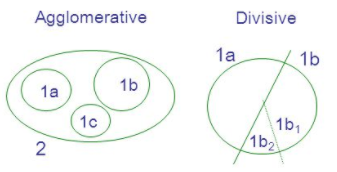 Agglomerative
1a
1b
1c
2
Divisive
1a
1b
1b₁
1b₂